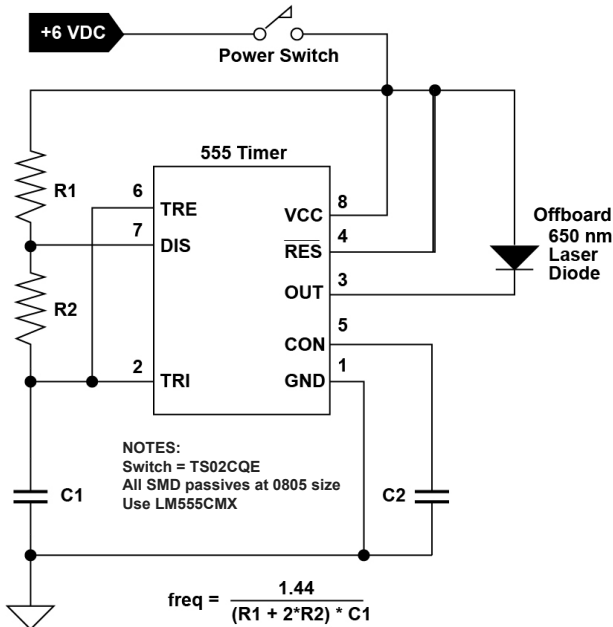 +6 VDC
Power Switch
555 Timer
R1
6
TRE
7
DIS
VCC
8
RES
4
OUT
3
CON
5
GND
1
R2
2
TRI
Offboard
650 nm
Laser
Diode
NOTES:
Switch = TS02CQE
All SMD passives at 0805 size
Use LM555CMX
C1
C2
freq = 1.44
(R1 + 2*R2) * C1